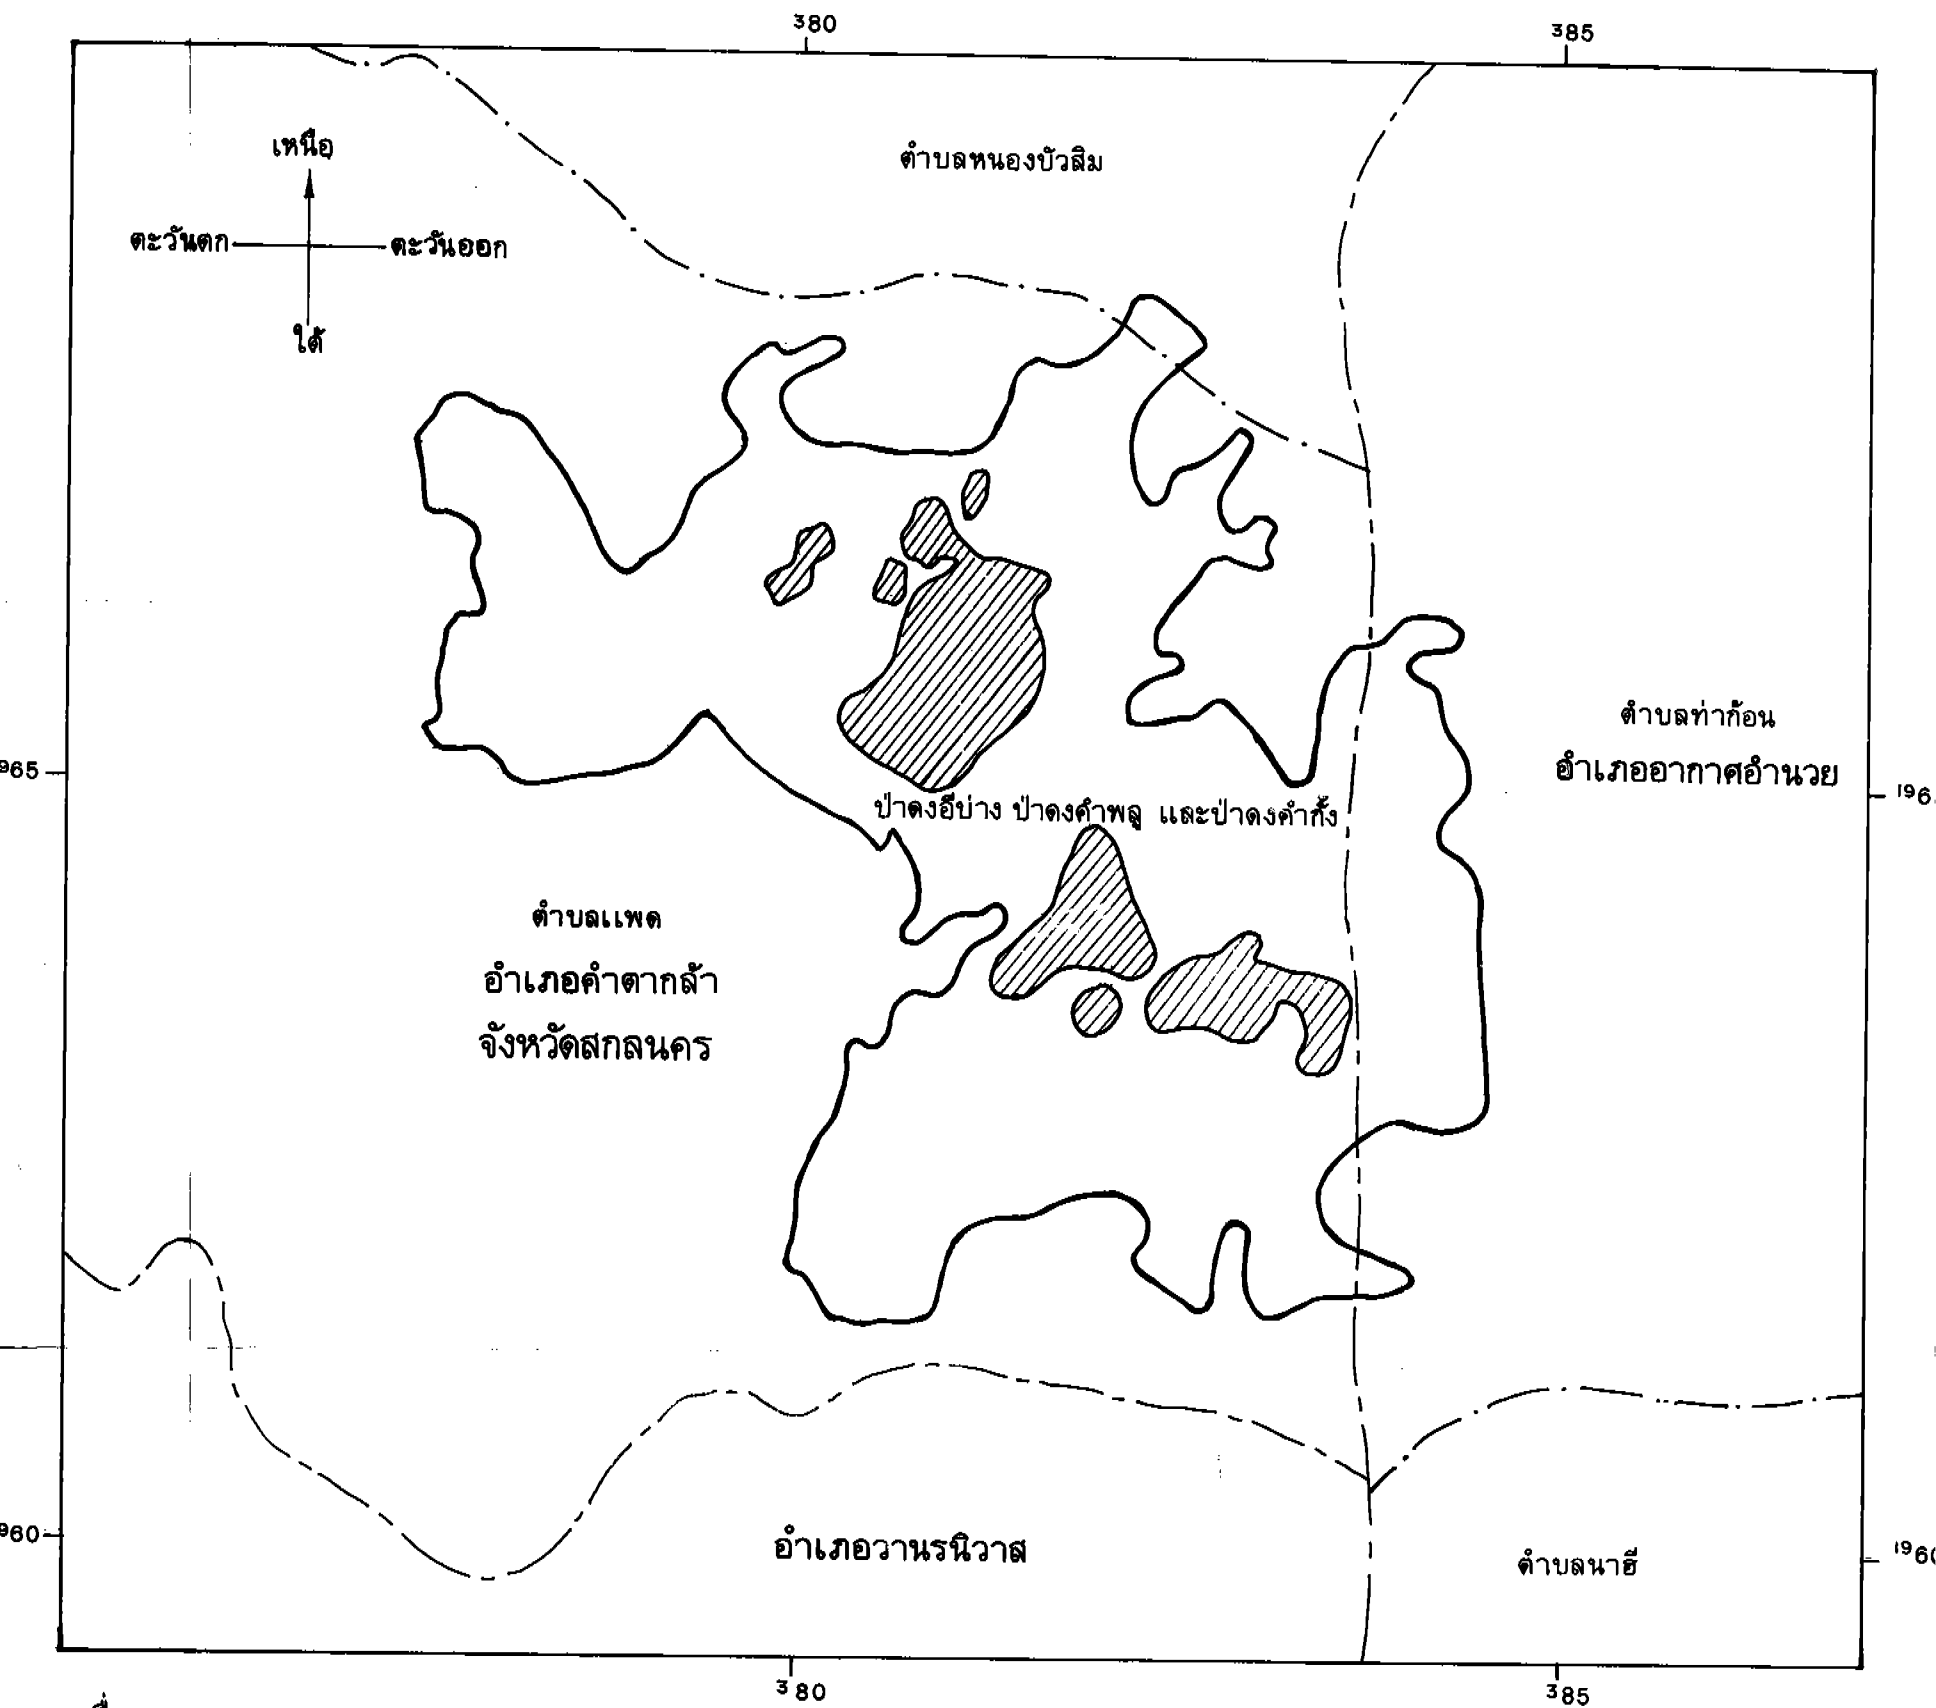 380
385
เหนือ
ตำบลหนองบัวสิม
ตะวันตก
ตะวันออก
ใต้
ตำบลท่าก้อน
965
อำเภออากาศอำนวย
196
ป่าดงอีบ่าง ป่าดงคำพลู และป่าดงคำกั้ง
ตำบลแพด
อำเภอคำตากล้า
จังหวัดสกลนคร
960
อำเภอวานรนิวาส
ตำบลนาฮี
1960
380
385